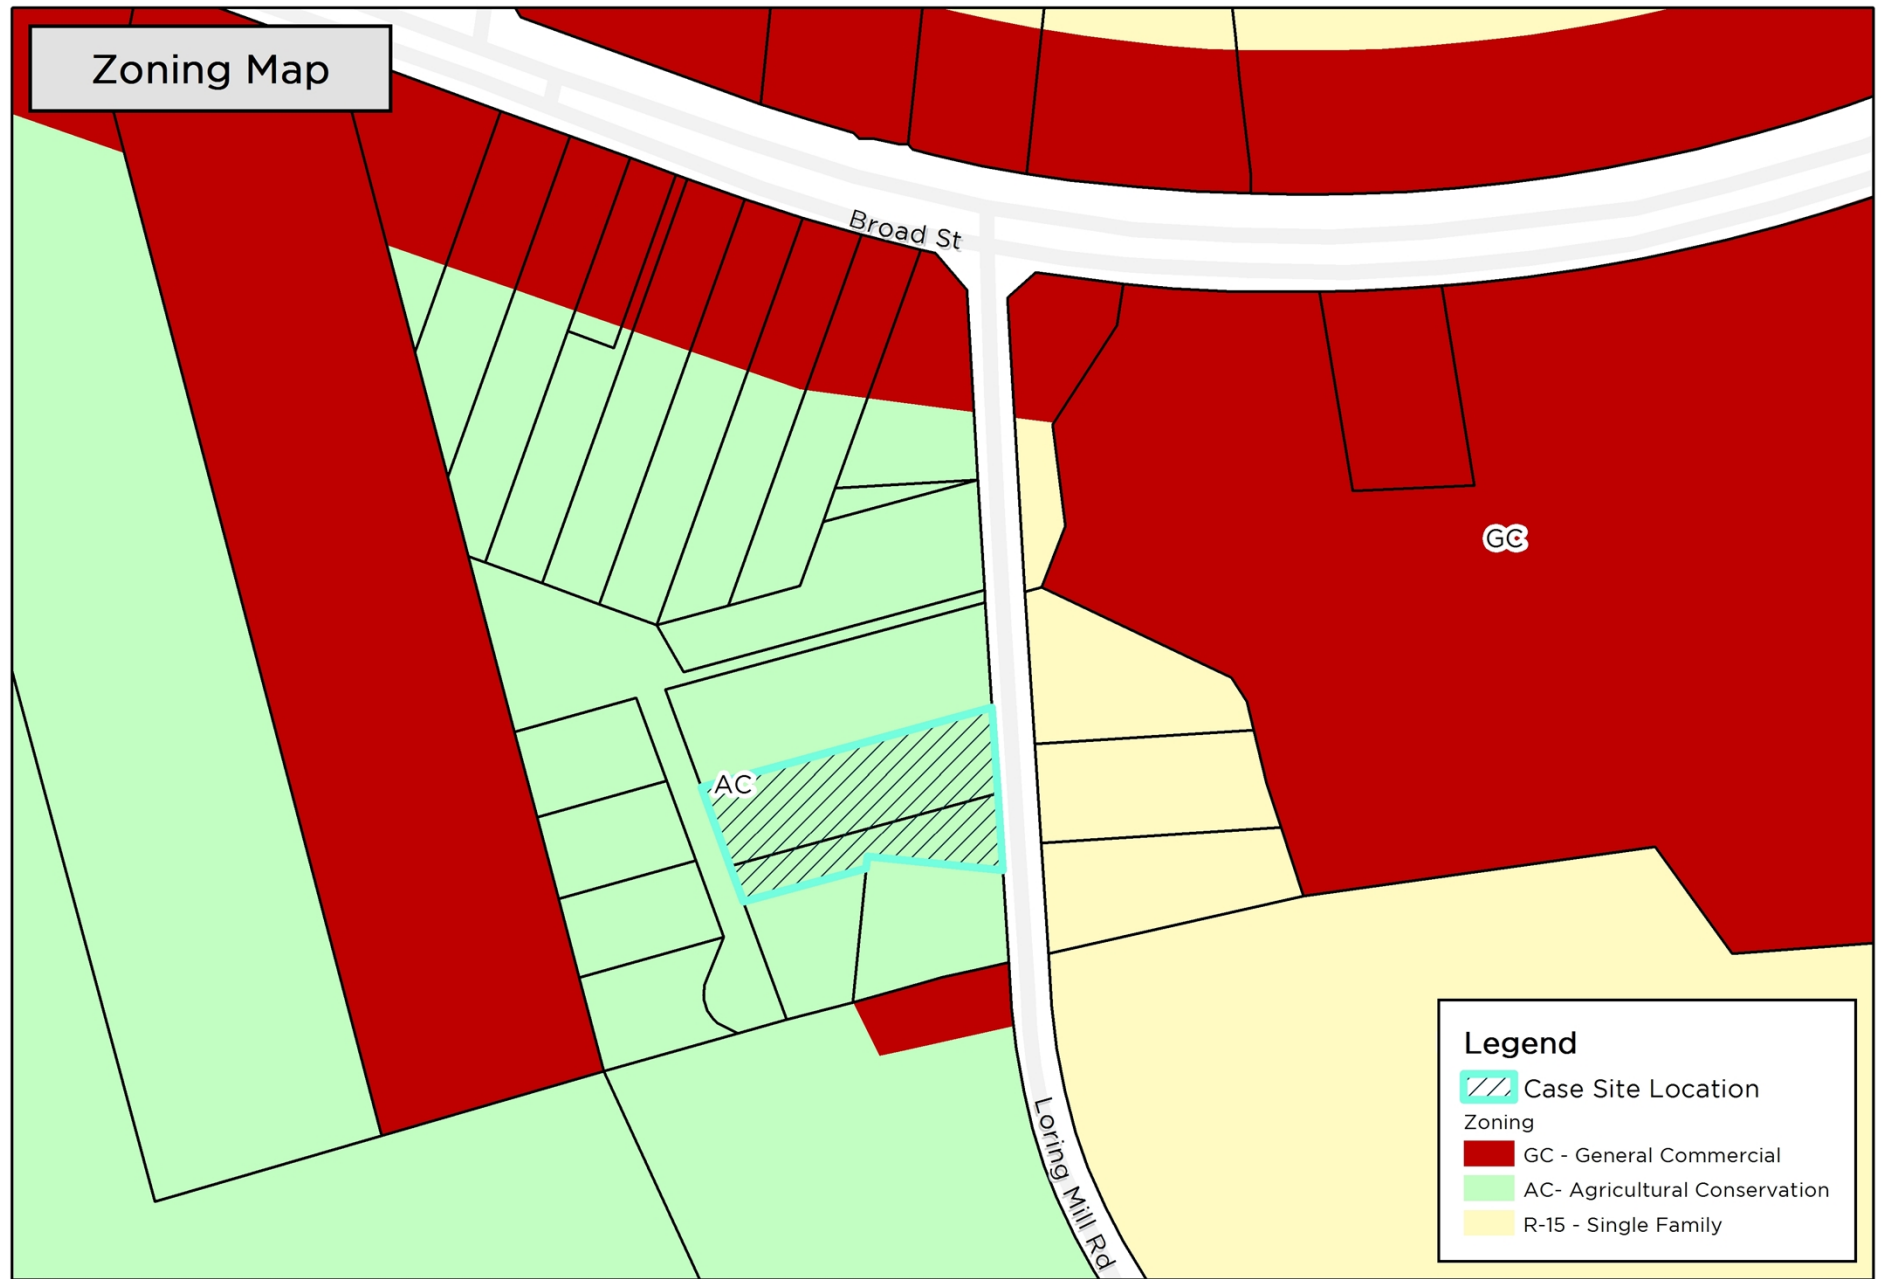 Zoning Map
Broad St
GC
AC
Loring Mill Rd
Legend
Case Site Location
Zoning
GC - General Commercial
AC- Agricultural Conservation
R-15 - Single Family